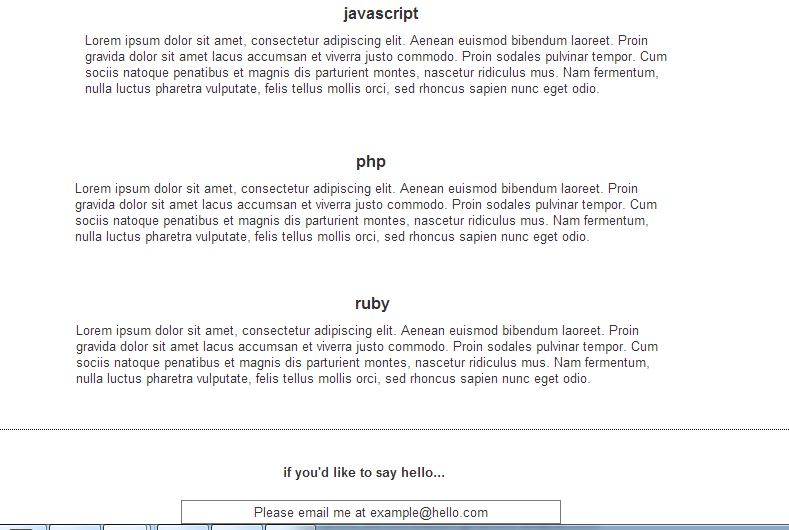 javascript
Lorem ipsum dolor sit amet, consectetur adipiscing elit. Aenean euismod bibendum laoreet. Proin
gravida dolor sit amet lacus accumsan et viverra justo commodo. Proin sodales pulvinar tempor. Cum
sociis natoque penatibus et magnis dis parturient montes, nascetur ridiculus mus. Nam fermentum,
nulla luctus pharetra vulputate, felis tellus mollis orci, sed rhoncus sapien nunc eget odio.
php
Lorem ipsum dolor sit amet, consectetur adipiscing elit. Aenean euismod bibendum laoreet. Proin
gravida dolor sit amet lacus accumsan et viverra justo commodo. Proin sodales pulvinar tempor. Cum
sociis natoque penatibus et magnis dis parturient montes, nascetur ridiculus mus. Nam fermentum,
nulla luctus pharetra vulputate, felis tellus mollis orci, sed rhoncus sapien nunc eget odio.
ruby
Lorem ipsum dolor sit amet, consectetur adipiscing elit. Aenean euismod bibendum laoreet. Proin
gravida dolor sit amet lacus accumsan et viverra justo commodo. Proin sodales pulvinar tempor. Cum
sociis natoque penatibus et magnis dis parturient montes, nascetur ridiculus mus. Nam fermentum,
nulla luctus pharetra vulputate, felis tellus mollis orci, sed rhoncus sapien nunc eget odio.
if you'd like to say hello...
Please email me at example@hello.com